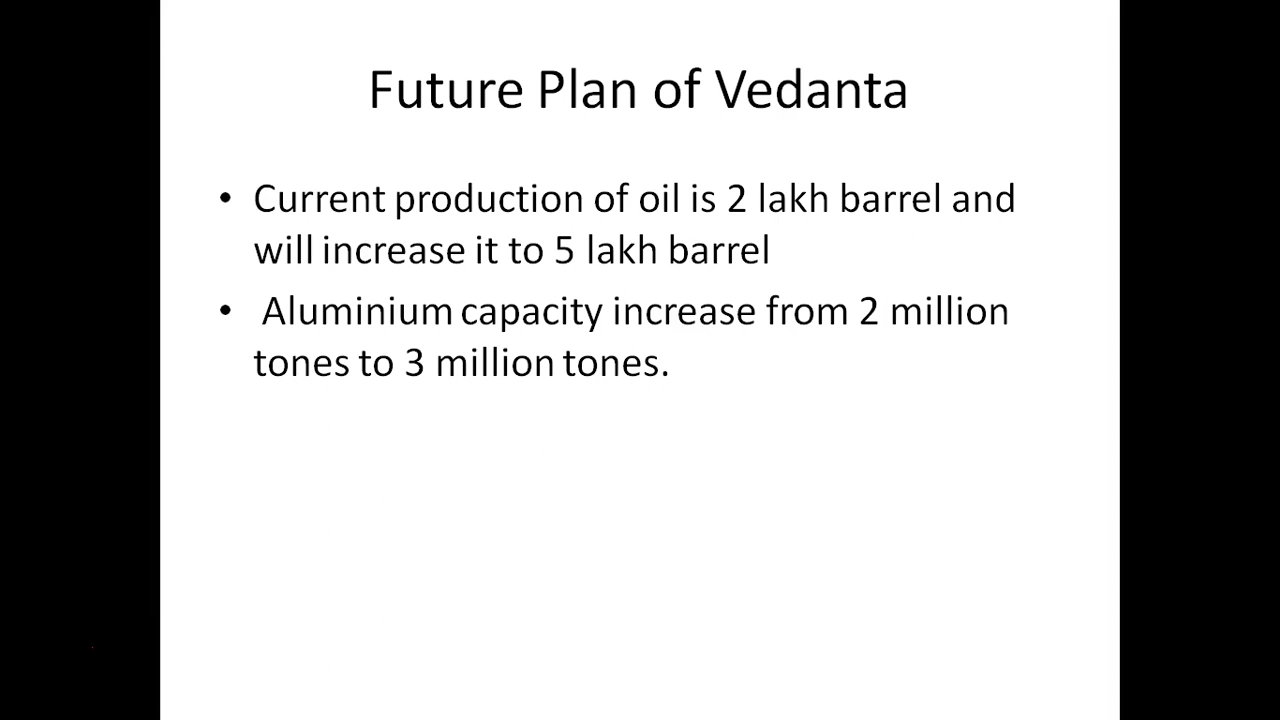 Future Plan of Vedanta
• Current production of oil is 2 lakh barrel and
will increase it to 5 lakh barrel
• Aluminium capacity increase from 2 million
tones to 3 million tones.